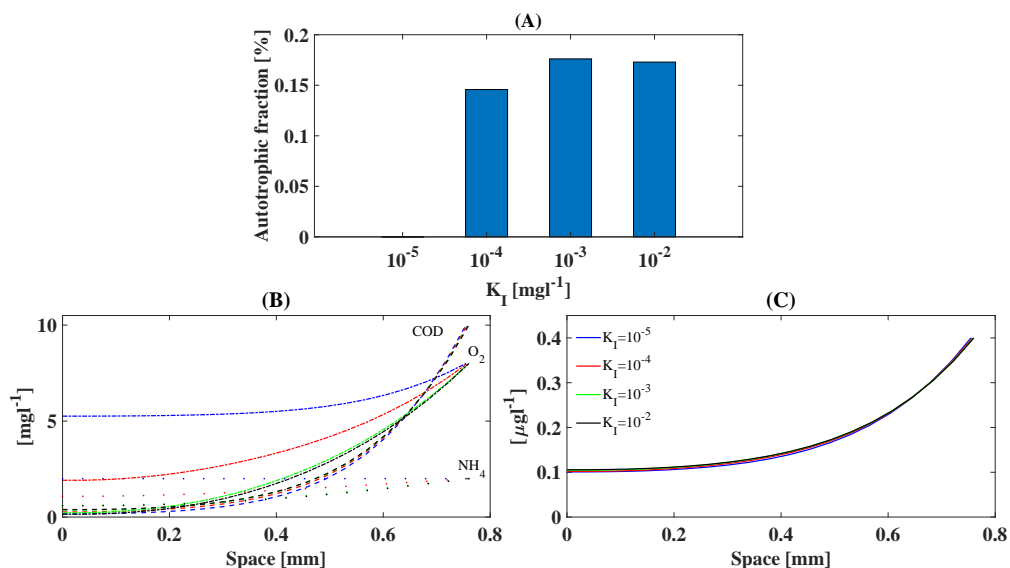 (A)
Autotrophic fraction [%]
0.2
0.15
0.1
0.05
0
10^-5 10^-4 10^-3 10^-2
K_I [mgl^-1]
(B)
[mgl^-1]
10
5
0
COD
O_2
NH_4
0 0.2 0.4 0.6 0.8
Space [mm]
(C)
[µgl^-1]
0.4
0.3
0.2
0.1
0
K_I=10^-5
K_I=10^-4
K_I=10^-3
K_I=10^-2
0 0.2 0.4 0.6 0.8
Space [mm]